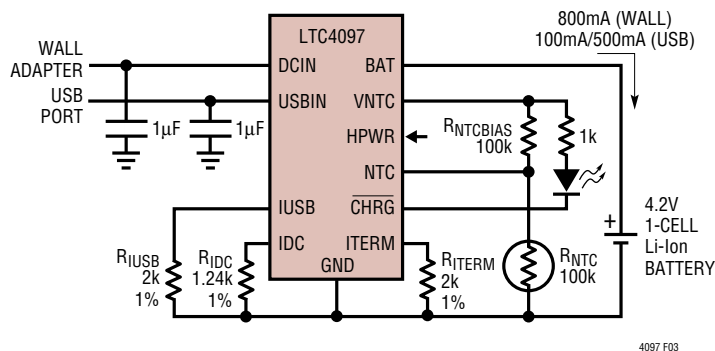 800mA (WALL)
100mA/500mA (USB)
LTC4097
WALL
ADAPTER
USB
PORT
DCIN
BAT
USBIN
VNTC
1µF
1µF
HPWR
RNTCBIAS
100k
1k
NTC
IUSB
CHRG
IDC
ITERM
GND
RIUSB
2k
1%
RIDC
1.24k
1%
RITERM
2k
1%
RNTC
100k
+
4.2V
1-CELL
Li-Ion
BATTERY
4097 F03